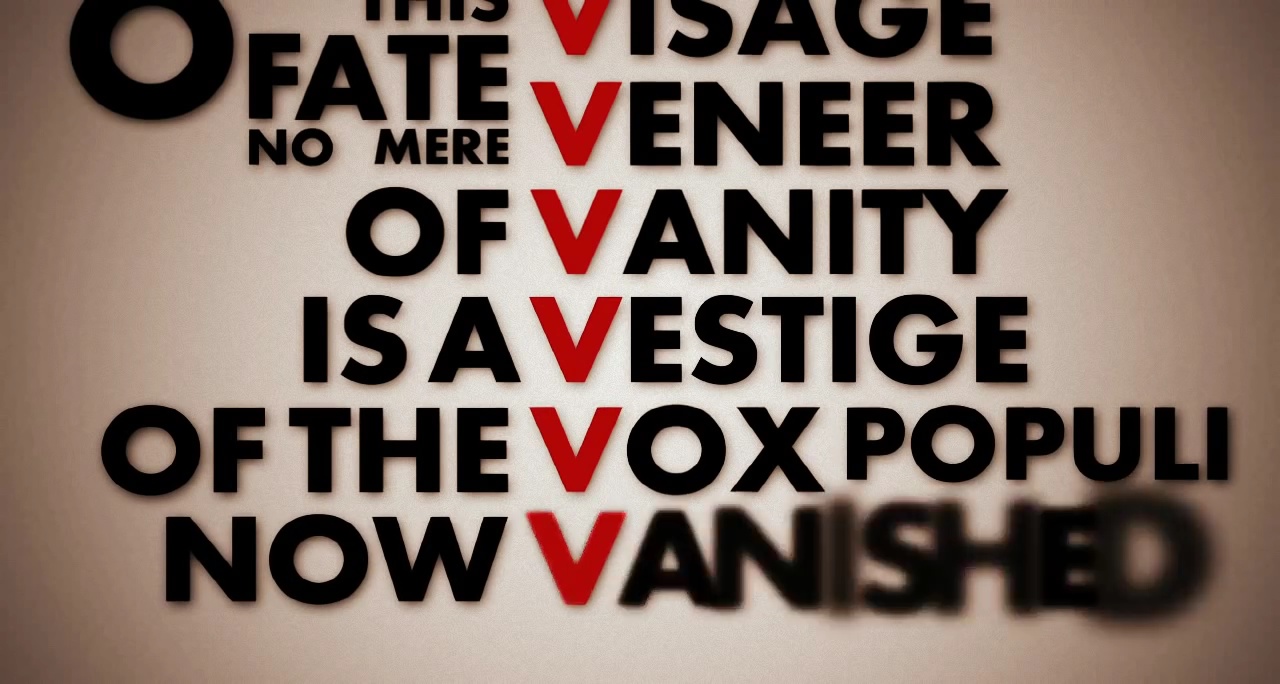 THIS VISAGE
O FATE
NO MERE VENEER
OF VANITY
IS A VESTIGE
OF THE VOX POPULI
NOW VANISHED